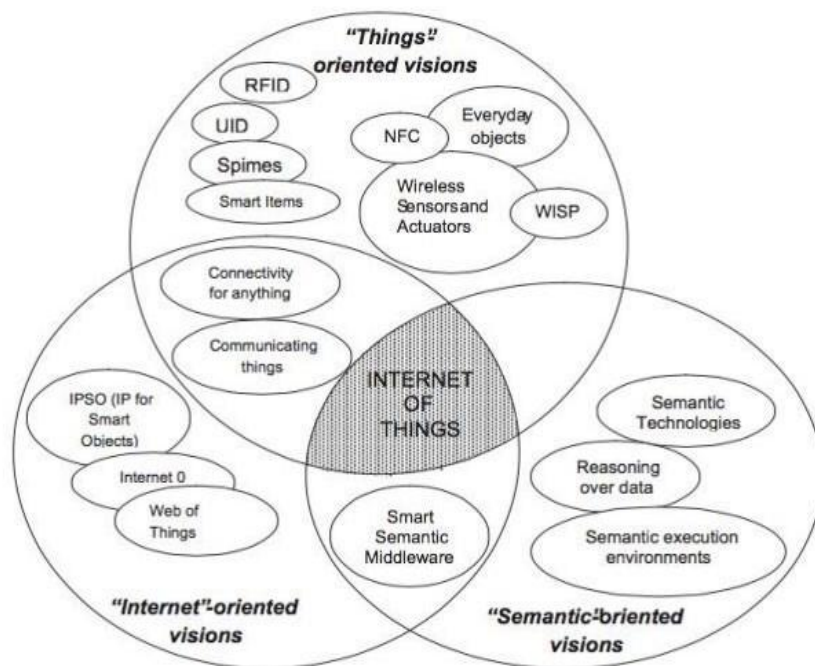 “Things”-
oriented visions
RFID
UID
Spimes
Smart Items
Everyday
objects
NFC
Wireless
Sensors and
Actuators
WISP
Connectivity
for anything
Communicating
things
INTERNET
OF
THINGS
IPSO (IP for
Smart
Objects)
Internet 0
Web of
Things
Semantic
Technologies
Reasoning
over data
Semantic execution
environments
Smart
Semantic
Middleware
“Internet”-oriented
visions
“Semantic”-oriented
visions